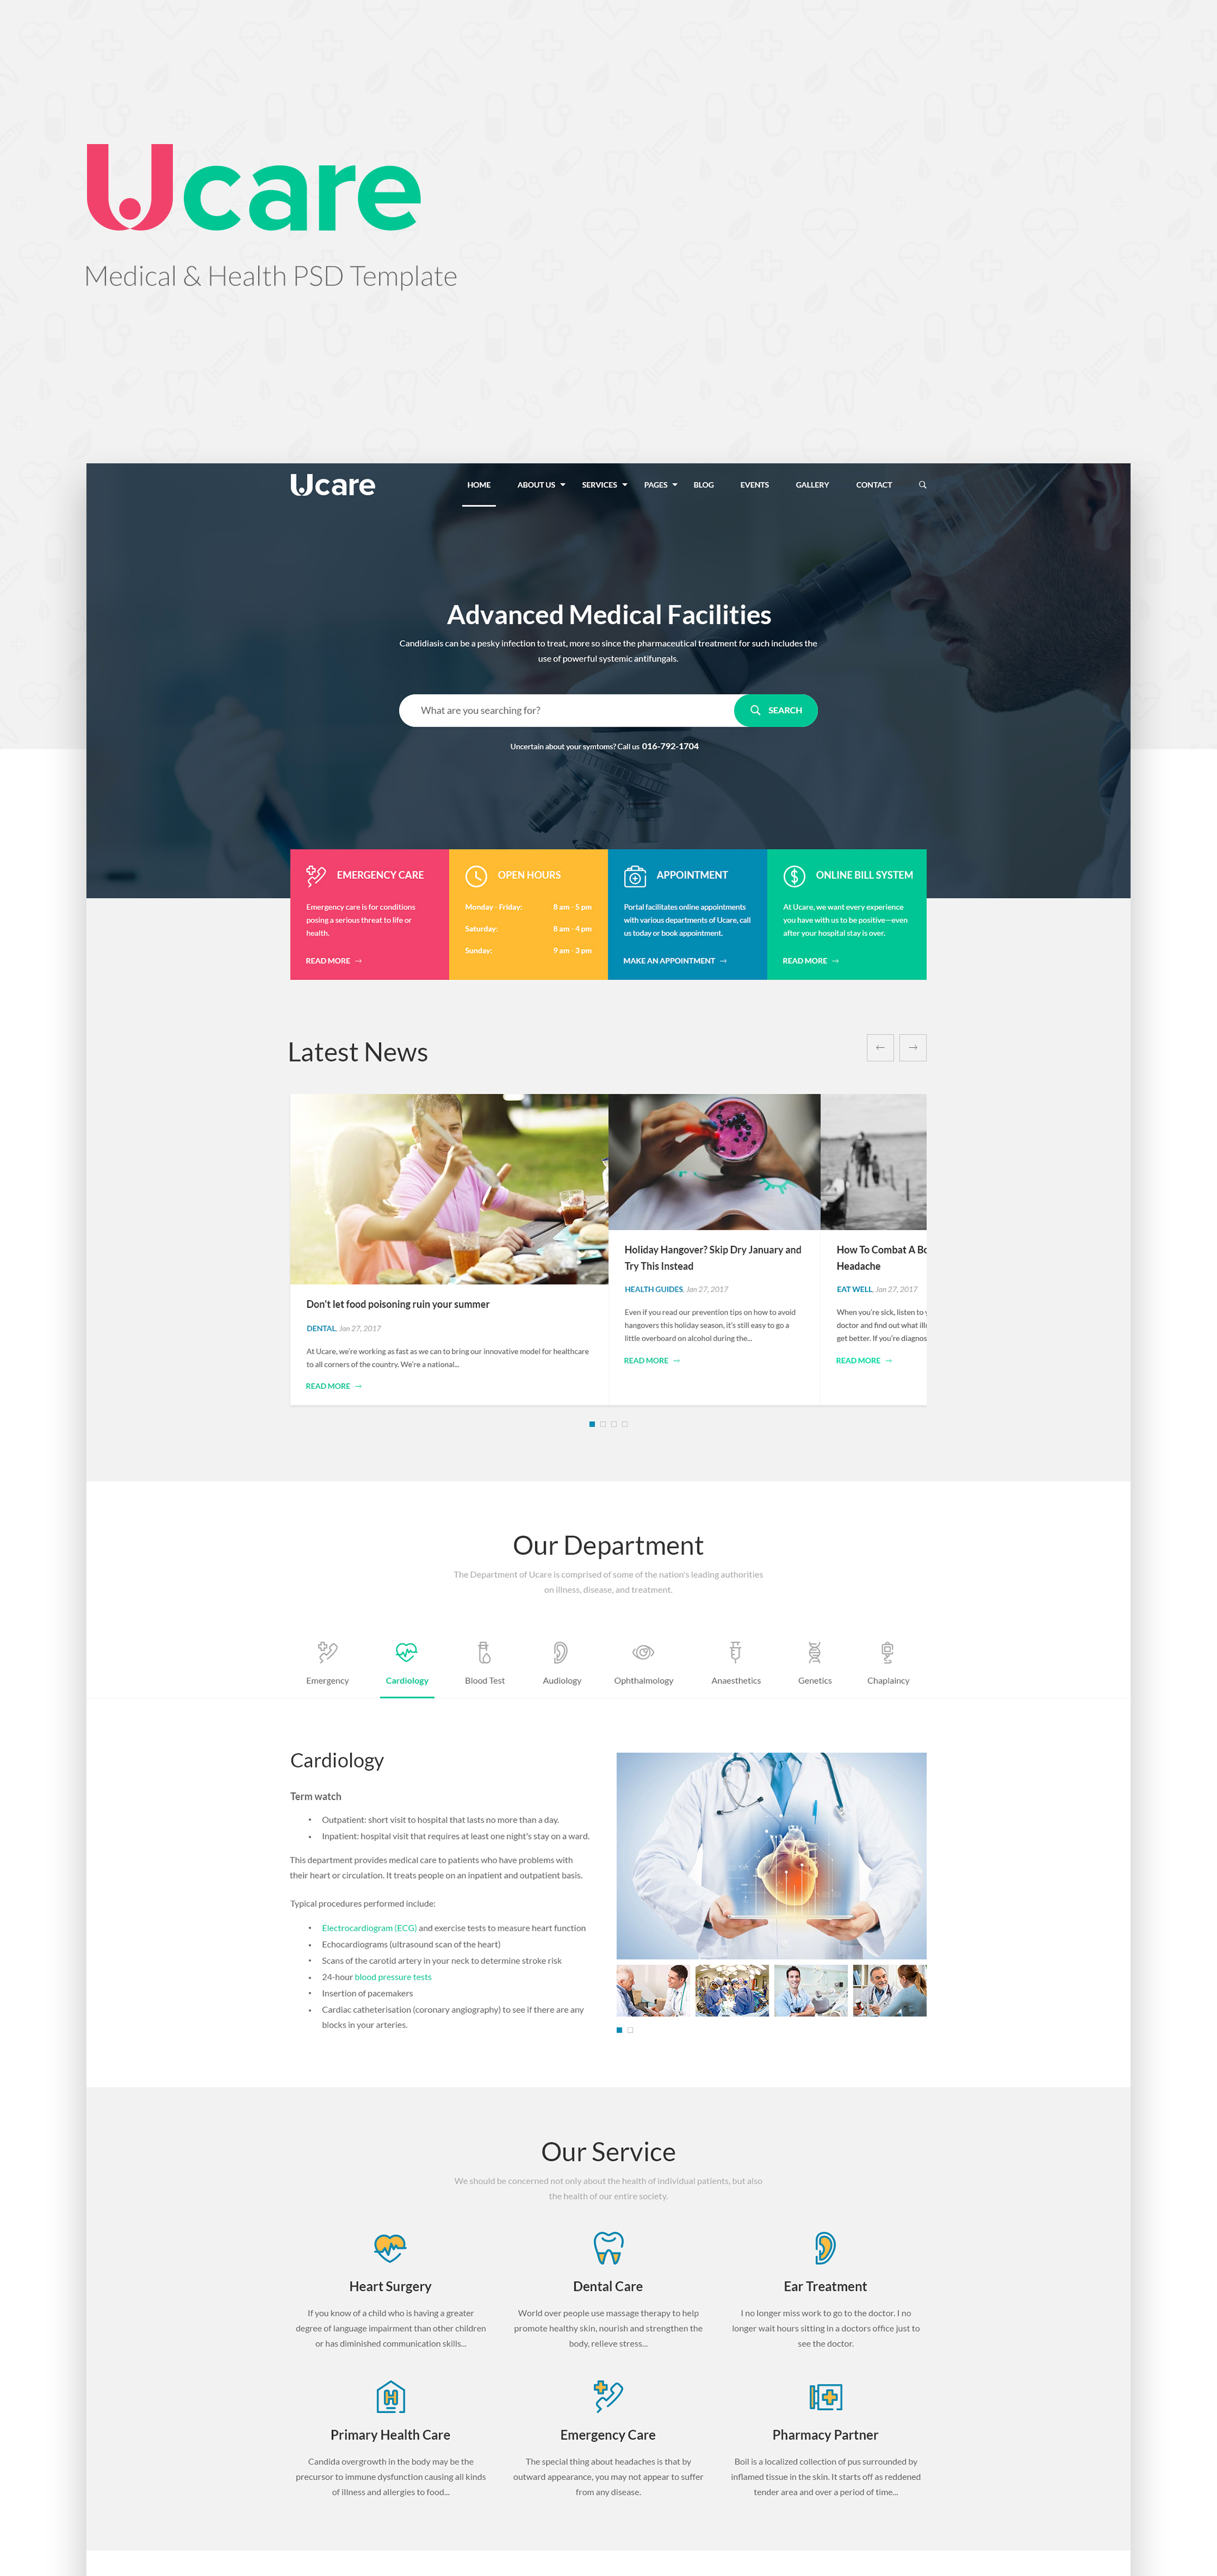 Ucare
Medical & Health PSD Template
Ucare
HOME ABOUT US SERVICES PAGES BLOG EVENTS GALLERY CONTACT
Advanced Medical Facilities
Candidiasis can be a pesky infection to treat, more so since the pharmaceutical treatment for such includes the
use of powerful systemic antifungals.
What are you searching for? SEARCH
Uncertain about your symtoms? Call us 016-792-1704
EMERGENCY CARE
Emergency care is for conditions
posing a serious threat to life or
health.
READ MORE →
OPEN HOURS
Monday - Friday: 8 am - 5 pm
Saturday: 8 am - 4 pm
Sunday: 9 am - 3 pm
APPOINTMENT
Portal facilitates online appointments
with various departments of Ucare, call
us today or book appointment.
MAKE AN APPOINTMENT →
ONLINE BILL SYSTEM
At Ucare, we want every experience
you have with us to be positive—even
after your hospital stay is over.
READ MORE →
Latest News
Don't let food poisoning ruin your summer
DENTAL, Jan 27, 2017
At Ucare, we're working as fast as we can to bring our innovative model for healthcare
to all corners of the country. We're a national...
READ MORE →
Holiday Hangover? Skip Dry January and
Try This Instead
HEALTH GUIDES, Jan 27, 2017
Even if you read our prevention tips on how to avoid
hangovers this holiday season, it's still easy to go a
little overboard on alcohol during the...
READ MORE →
How To Combat A Bo
Headache
EAT WELL, Jan 27, 2017
When you're sick, listen to y
doctor and find out what ill
get better. If you're diagnos
READ MORE →
Our Department
The Department of Ucare is comprised of some of the nation's leading authorities
on illness, disease, and treatment.
Emergency Cardiology Blood Test Audiology Ophthalmology Anaesthetics Genetics Chaplaincy
Cardiology
Term watch
• Outpatient: short visit to hospital that lasts no more than a day.
• Inpatient: hospital visit that requires at least one night's stay on a ward.
This department provides medical care to patients who have problems with
their heart or circulation. It treats people on an inpatient and outpatient basis.
Typical procedures performed include:
• Electrocardiogram (ECG) and exercise tests to measure heart function
• Echocardiograms (ultrasound scan of the heart)
• Scans of the carotid artery in your neck to determine stroke risk
• 24-hour blood pressure tests
• Insertion of pacemakers
• Cardiac catheterisation (coronary angiography) to see if there are any
blocks in your arteries.
Our Service
We should be concerned not only about the health of individual patients, but also
the health of our entire society.
Heart Surgery
If you know of a child who is having a greater
degree of language impairment than other children
or has diminished communication skills...
Dental Care
World over people use massage therapy to help
promote healthy skin, nourish and strengthen the
body, relieve stress...
Ear Treatment
I no longer miss work to go to the doctor. I no
longer wait hours sitting in a doctors office just to
see the doctor.
Primary Health Care
Candida overgrowth in the body may be the
precursor to immune dysfunction causing all kinds
of illness and allergies to food...
Emergency Care
The special thing about headaches is that by
outward appearance, you may not appear to suffer
from any disease.
Pharmacy Partner
Boil is a localized collection of pus surrounded by
inflamed tissue in the skin. It starts off as reddened
tender area and over a period of time...